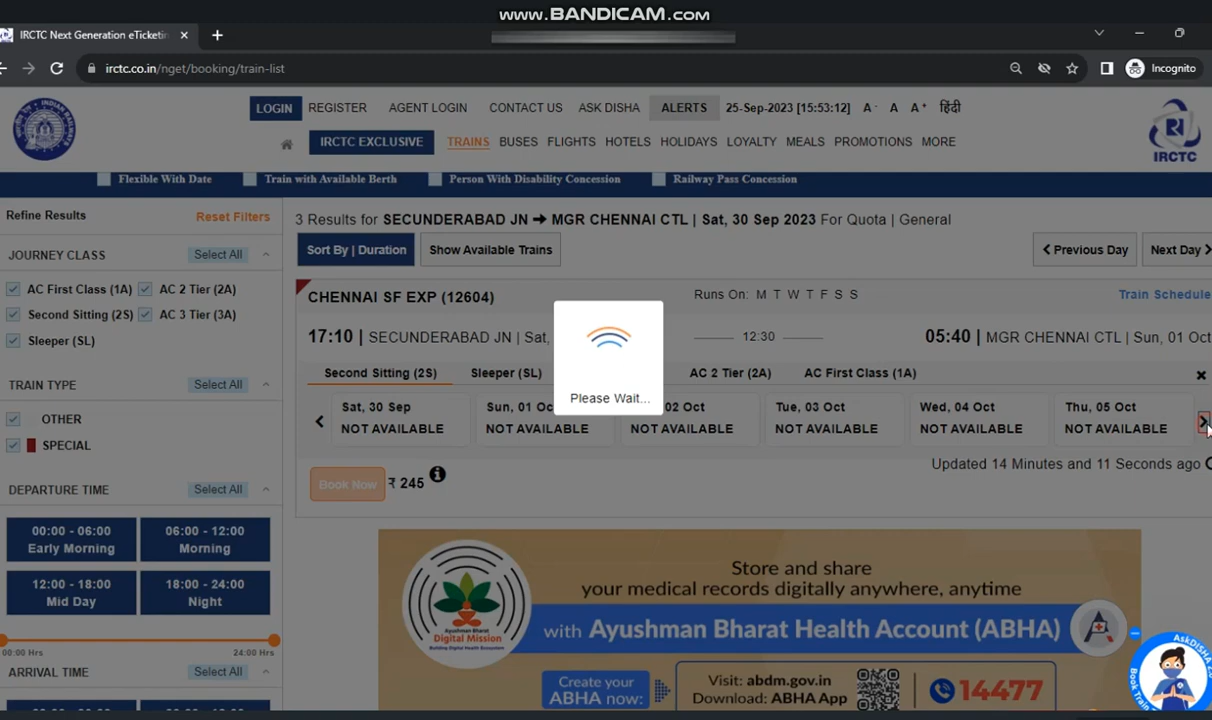 www.BANDICAM.com
IRCTC Next Generation eTicketin
irctc.co.in/nget/booking/train-list
Incognito
LOGIN REGISTER AGENT LOGIN CONTACT US ASK DISHA ALERTS 25-Sep-2023 [15:53:12] A- A A+ हिंदी
IRCTC EXCLUSIVE TRAINS BUSES FLIGHTS HOTELS HOLIDAYS LOYALTY MEALS PROMOTIONS MORE
IRCTC
Flexible With Date Train with Available Berth Person With Disability Concession Railway Pass Concession
Refine Results Reset Filters
JOURNEY CLASS Select All
AC First Class (1A) AC 2 Tier (2A)
Second Sitting (2S) AC 3 Tier (3A)
Sleeper (SL)
TRAIN TYPE Select All
OTHER
SPECIAL
DEPARTURE TIME Select All
00:00 - 06:00 06:00 - 12:00
Early Morning Morning
12:00 - 18:00 18:00 - 24:00
Mid Day Night
00:00 Hrs 24:00 Hrs
ARRIVAL TIME Select All
3 Results for SECUNDERABAD JN ➔ MGR CHENNAI CTL | Sat, 30 Sep 2023 For Quota | General
Sort By | Duration Show Available Trains Previous Day Next Day
CHENNAI SF EXP (12604) Runs On: M T W T F S S Train Schedule
17:10 | SECUNDERABAD JN | Sat, 12:30 05:40 | MGR CHENNAI CTL | Sun, 01 Oct
Second Sitting (2S) Sleeper (SL) AC 2 Tier (2A) AC First Class (1A)
Please Wait...
Sat, 30 Sep Sun, 01 Oc 02 Oct Tue, 03 Oct Wed, 04 Oct Thu, 05 Oct
NOT AVAILABLE NOT AVAILABLE NOT AVAILABLE NOT AVAILABLE NOT AVAILABLE NOT AVAILABLE
Updated 14 Minutes and 11 Seconds ago
Book Now ₹ 245
Store and share
your medical records digitally anywhere, anytime
with Ayushman Bharat Health Account (ABHA)
Ayushman Bharat
Digital Mission
Create your
ABHA now:
Visit: abdm.gov.in
Download: ABHA App
14477
AskDISHA 2.0
Book Train